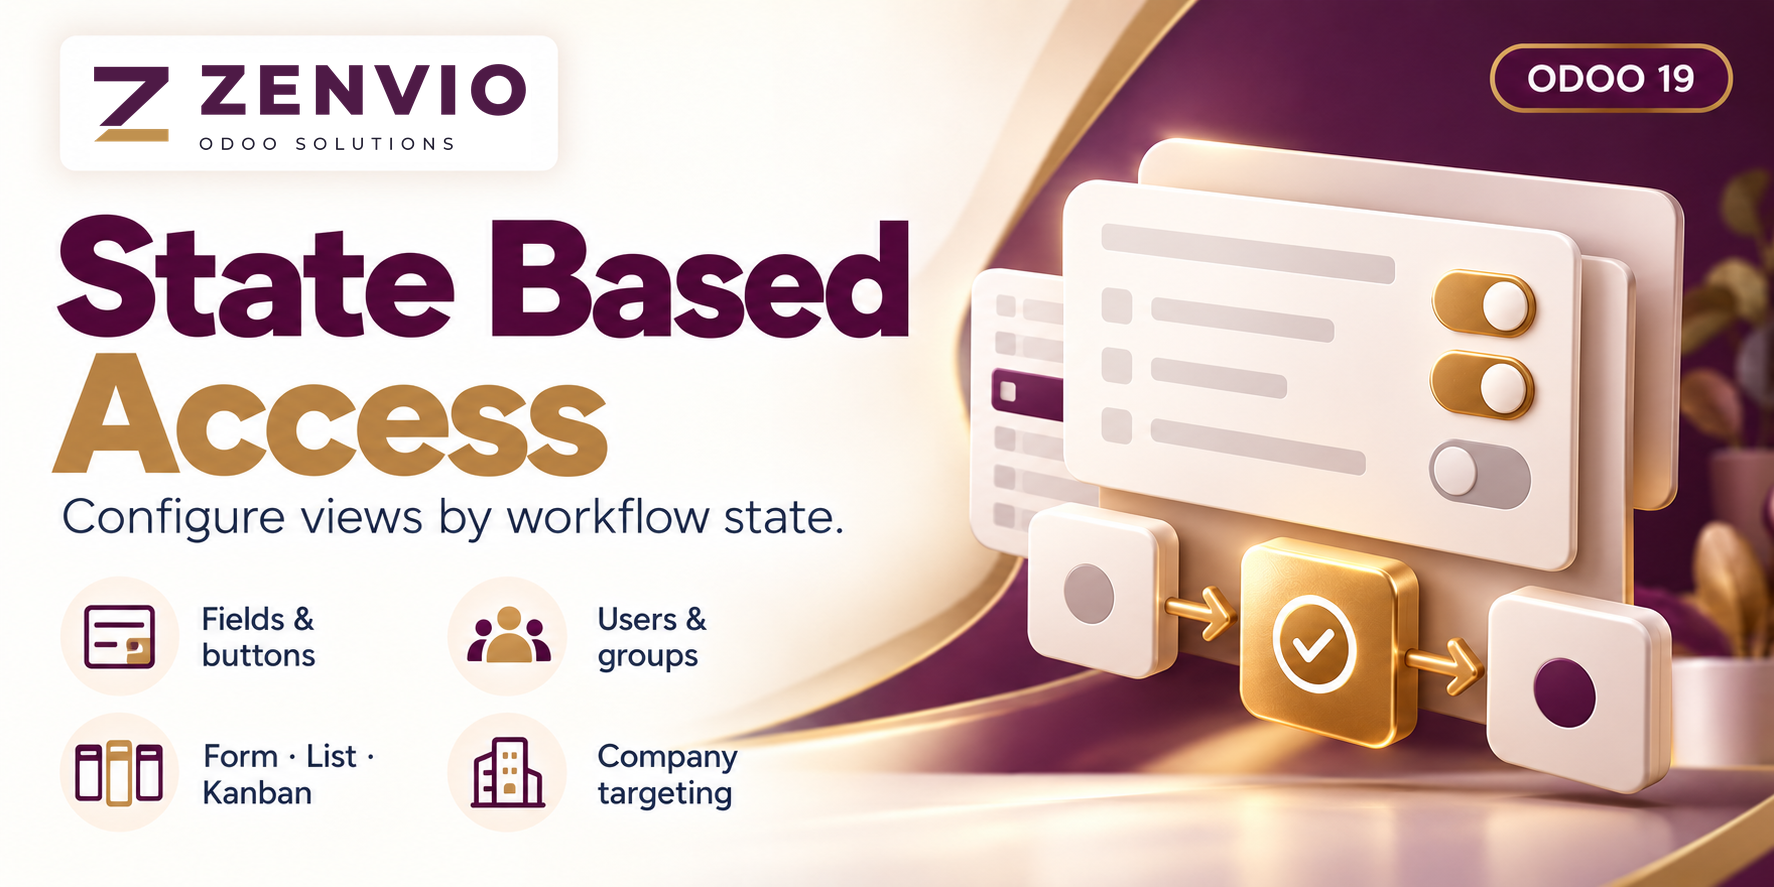 ZENVIO
ODOO SOLUTIONS
ODOO 19
State Based
Access
Configure views by workflow state.
Fields &
buttons
Users &
groups
Form · List ·
Kanban
Company
targeting